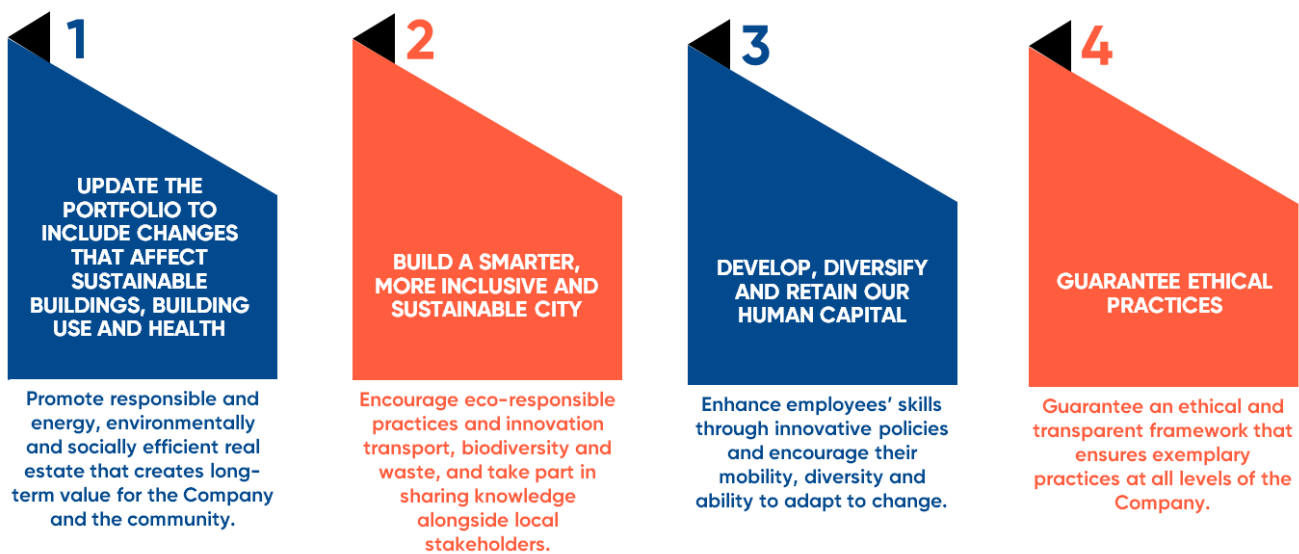 1
UPDATE THE
PORTFOLIO TO
INCLUDE CHANGES
THAT AFFECT
SUSTAINABLE
BUILDINGS, BUILDING
USE AND HEALTH
Promote responsible and
energy, environmentally
and socially efficient real
estate that creates long-
term value for the Company
and the community.
2
BUILD A SMARTER,
MORE INCLUSIVE AND
SUSTAINABLE CITY
Encourage eco-responsible
practices and innovation
transport, biodiversity and
waste, and take part in
sharing knowledge
alongside local
stakeholders.
3
DEVELOP, DIVERSIFY
AND RETAIN OUR
HUMAN CAPITAL
Enhance employees’ skills
through innovative policies
and encourage their
mobility, diversity and
ability to adapt to change.
4
GUARANTEE ETHICAL
PRACTICES
Guarantee an ethical and
transparent framework that
ensures exemplary
practices at all levels of the
Company.